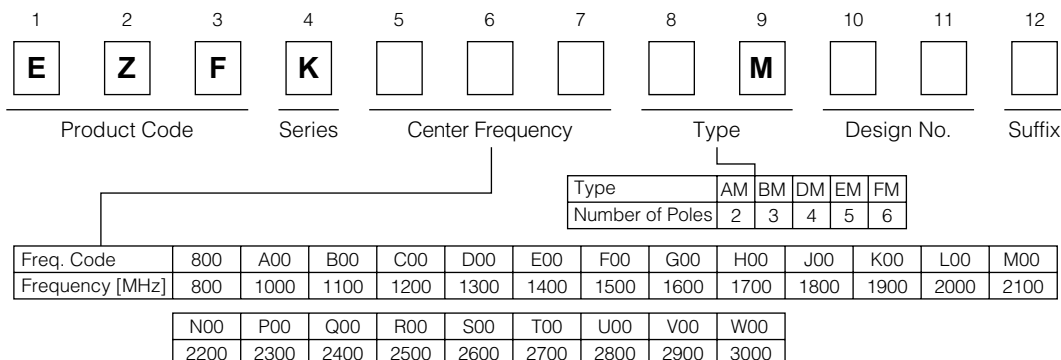 1 2 3 4 5 6 7 8 9 10 11 12
E Z F K M
Product Code Series Center Frequency Type Design No. Suffix
Type AM BM DM EM FM
Number of Poles 2 3 4 5 6
Freq. Code 800 A00 B00 C00 D00 E00 F00 G00 H00 J00 K00 L00 M00
Frequency [MHz] 800 1000 1100 1200 1300 1400 1500 1600 1700 1800 1900 2000 2100
N00 P00 Q00 R00 S00 T00 U00 V00 W00
2200 2300 2400 2500 2600 2700 2800 2900 3000